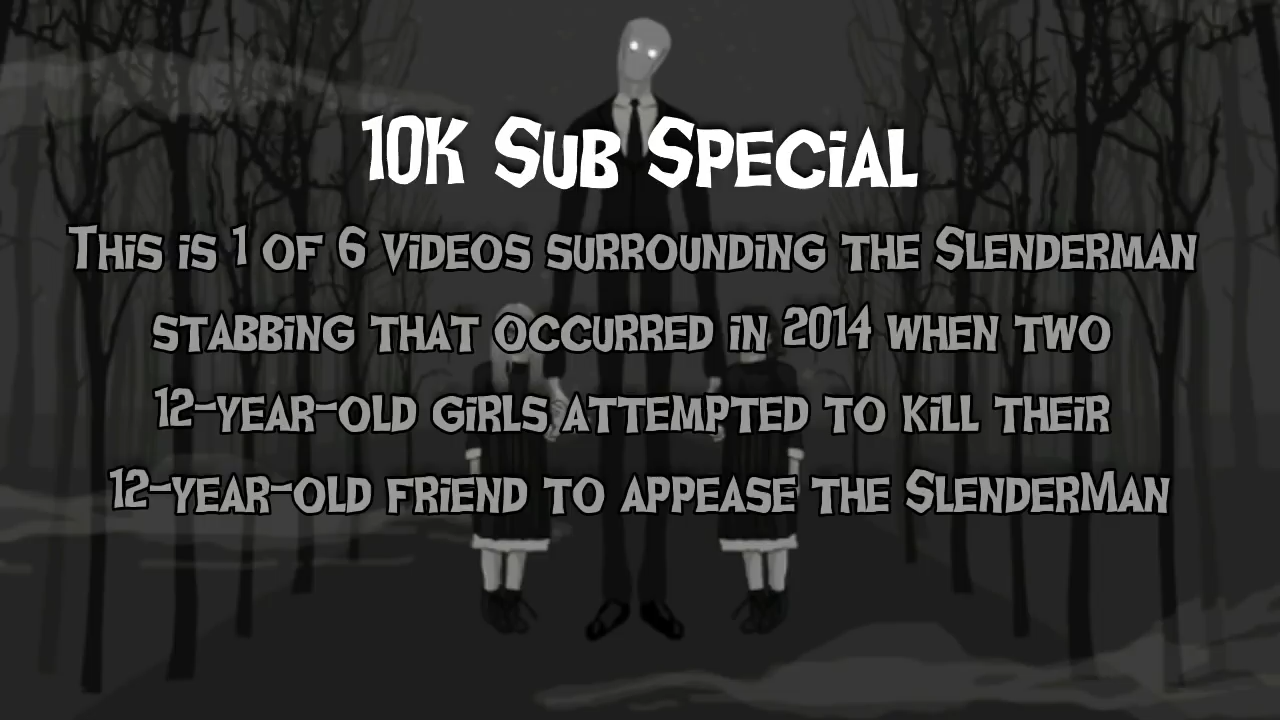 10K Sub Special
This is 1 of 6 videos surrounding the Slenderman
stabbing that occurred in 2014 when two
12-year-old girls attempted to kill their
12-year-old friend to appease the SlenderMan